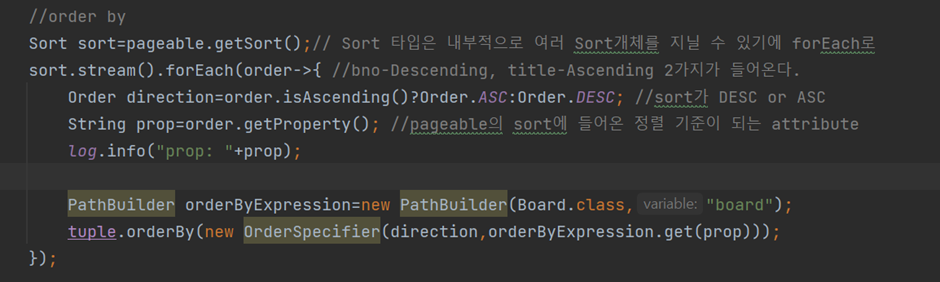 //order by
Sort sort=pageable.getSort();// Sort 타입은 내부적으로 여러 Sort개체를 지닐 수 있기에 forEach로
sort.stream().forEach(order->{ //bno-Descending, title-Ascending 2가지가 들어온다.
Order direction=order.isAscending()?Order.ASC:Order.DESC; //sort가 DESC or ASC
String prop=order.getProperty(); //pageable의 sort에 들어온 정렬 기준이 되는 attribute
log.info("prop: "+prop);
PathBuilder orderByExpression=new PathBuilder(Board.class, variable: "board");
tuple.orderBy(new OrderSpecifier(direction,orderByExpression.get(prop)));
});